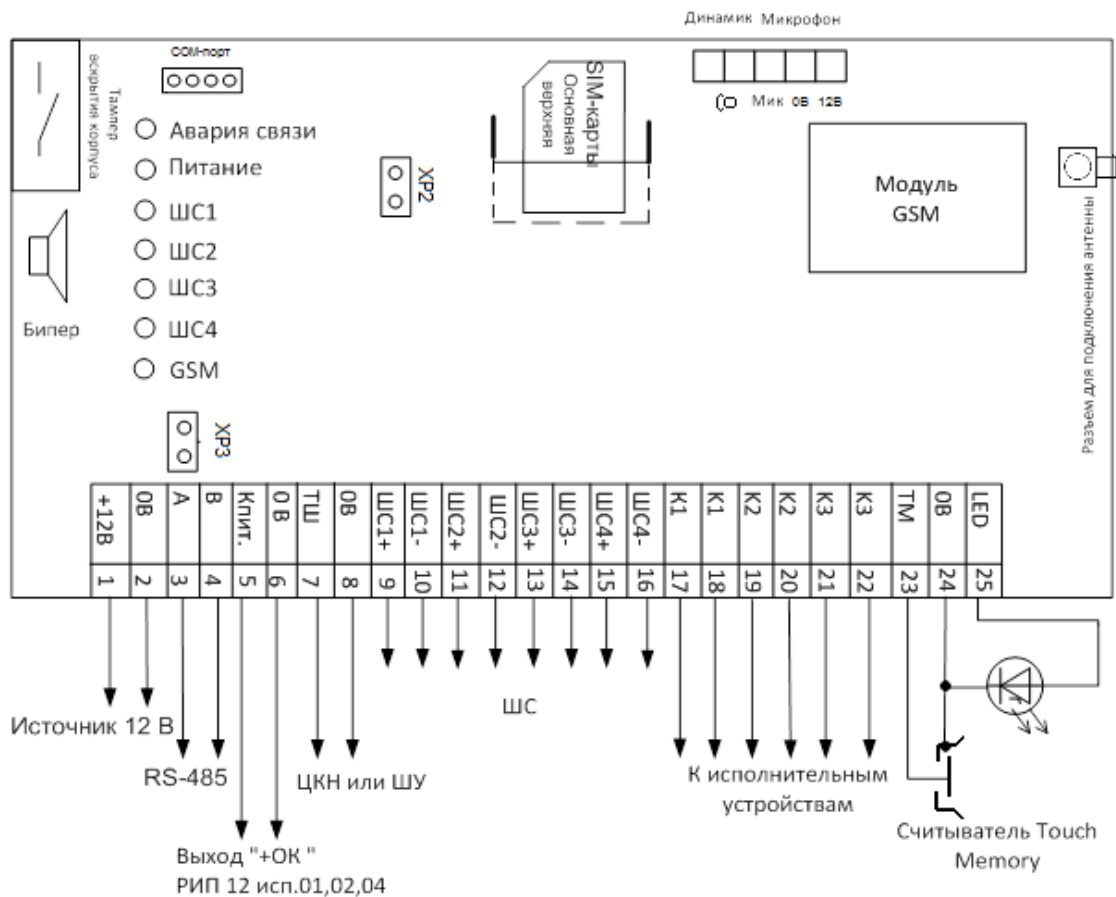 Динамик Микрофон
COM-порт
Тампер
вскрытия корпуса
SIM-карты
Основная
верхняя
Мик 0В 12В
Авария связи
Питание
ШС1
ШС2
ШС3
ШС4
GSM
XP2
Модуль
GSM
Разъем для подключения антенны
Бипер
XP3
+12В 0В A B Кпит. 0 В ТШ 0В ШС1+ ШС1- ШС2+ ШС2- ШС3+ ШС3- ШС4+ ШС4- К1 К1 К2 К2 К3 К3 ТМ 0В LED
1 2 3 4 5 6 7 8 9 10 11 12 13 14 15 16 17 18 19 20 21 22 23 24 25
Источник 12 В
RS-485
ЦКН или ШУ
ШС
К исполнительным
устройствам
Считыватель Touch
Memory
Выход "+ОК "
РИП 12 исп.01,02,04